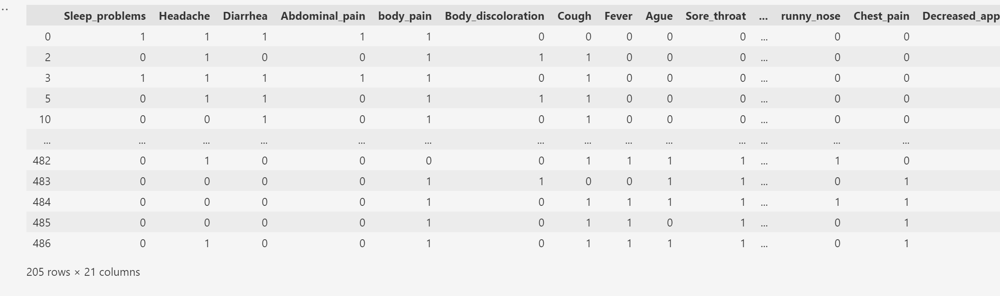 ..
Sleep_problems Headache Diarrhea Abdominal_pain body_pain Body_discoloration Cough Fever Ague Sore_throat ... runny_nose Chest_pain Decreased_app
0 1 1 1 1 1 0 0 0 0 0 ... 0 0
2 0 1 0 0 1 1 1 0 0 0 ... 0 0
3 1 1 1 1 1 0 1 0 0 0 ... 0 0
5 0 1 1 0 1 1 1 0 0 0 ... 0 0
10 0 0 1 0 1 0 1 0 0 0 ... 0 0
... ... ... ... ... ... ... ... ... ... ... ... ... ...
482 0 1 0 0 0 0 1 1 1 1 ... 1 0
483 0 0 0 0 1 1 0 0 1 1 ... 0 1
484 0 0 0 0 1 0 1 1 1 1 ... 1 1
485 0 0 0 0 1 0 1 1 0 1 ... 0 1
486 0 1 0 0 1 0 1 1 1 1 ... 0 1
205 rows × 21 columns